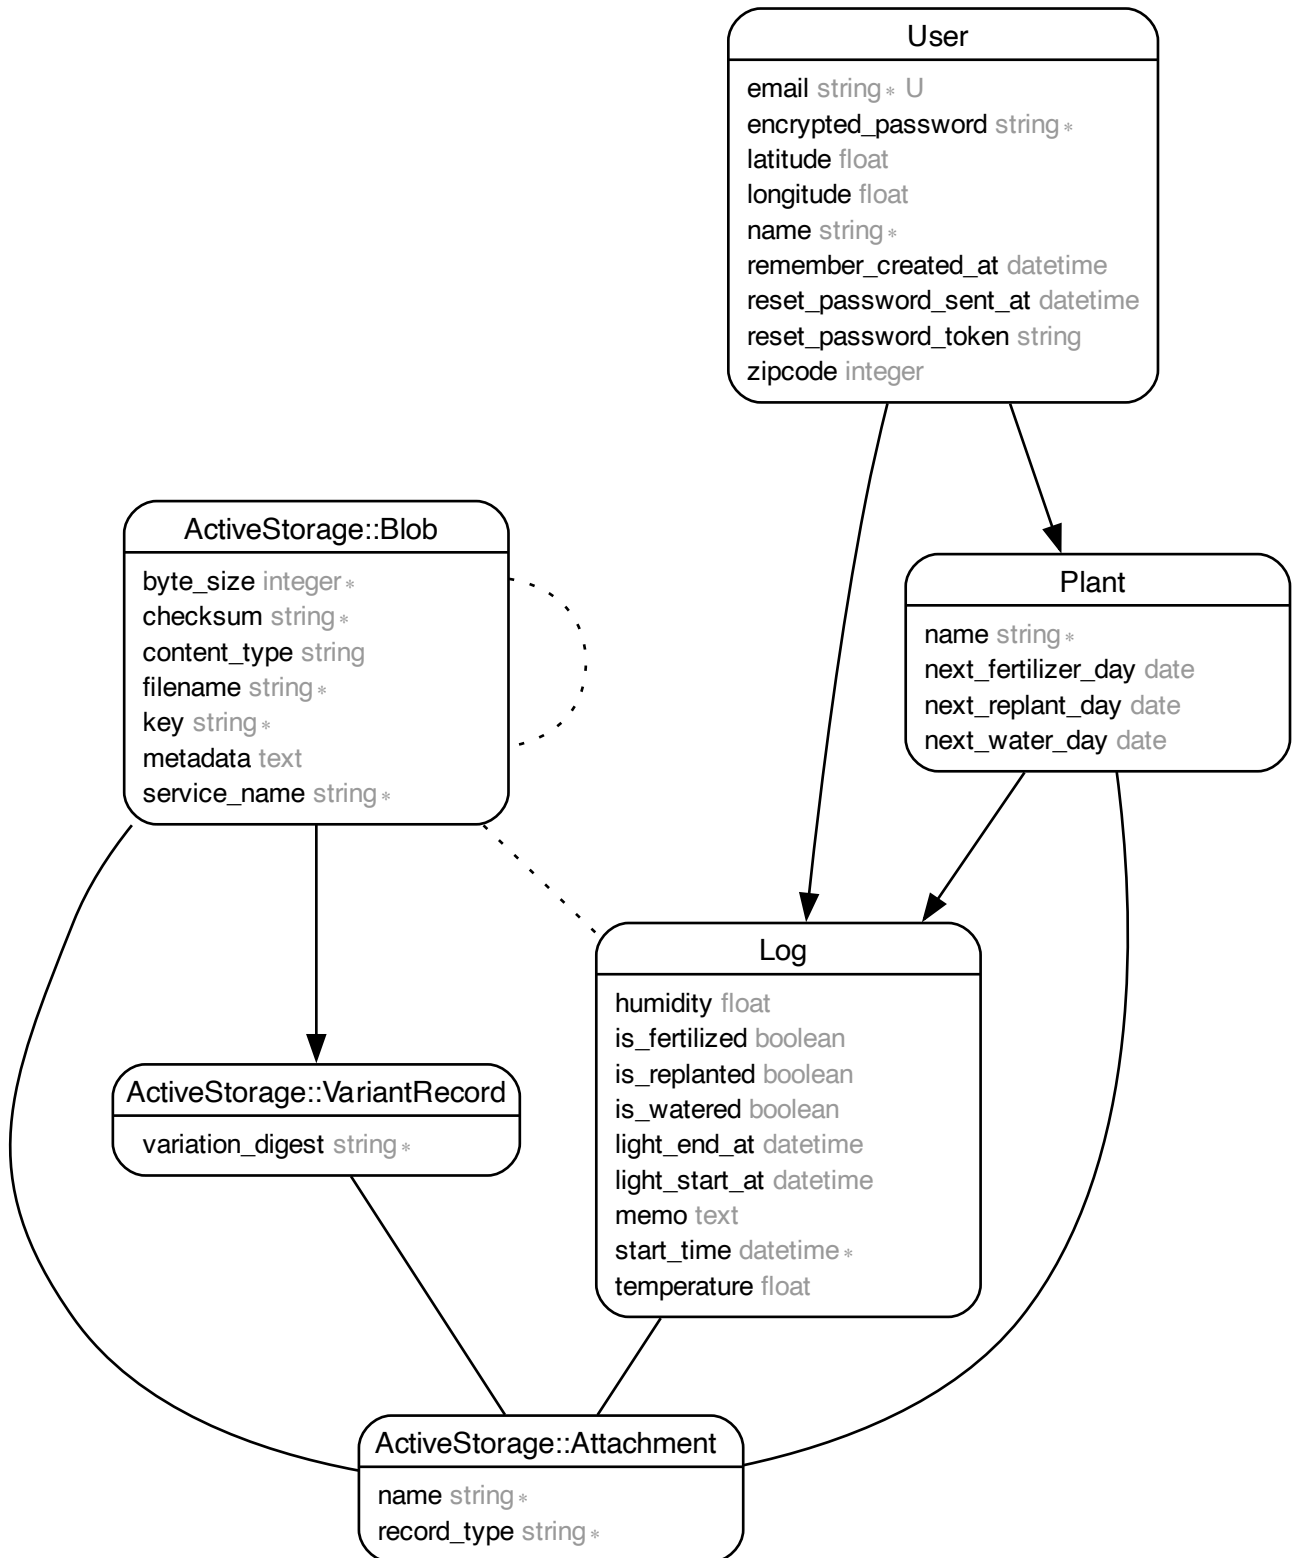 User
email string* U
encrypted_password string*
latitude float
longitude float
name string*
remember_created_at datetime
reset_password_sent_at datetime
reset_password_token string
zipcode integer
ActiveStorage::Blob
byte_size integer*
checksum string*
content_type string
filename string*
key string*
metadata text
service_name string*
Plant
name string*
next_fertilizer_day date
next_replant_day date
next_water_day date
Log
humidity float
is_fertilized boolean
is_replanted boolean
is_watered boolean
light_end_at datetime
light_start_at datetime
memo text
start_time datetime*
temperature float
ActiveStorage::VariantRecord
variation_digest string*
ActiveStorage::Attachment
name string*
record_type string*